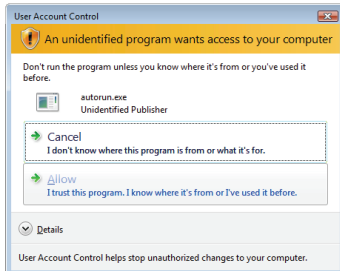 User Account Control
An unidentified program wants access to your computer
Don't run the program unless you know where it's from or you've used it
before.
autorun.exe
Unidentified Publisher
Cancel
I don't know where this program is from or what it's for.
Allow
I trust this program. I know where it's from or I've used it before.
Details
User Account Control helps stop unauthorized changes to your computer.